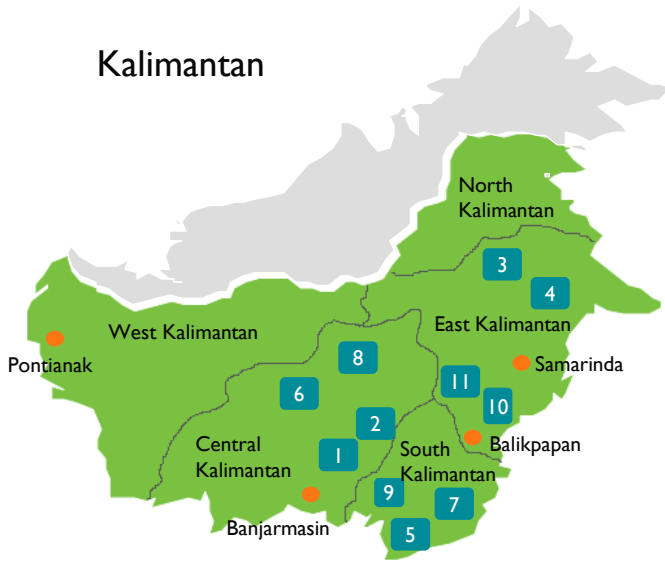 Kalimantan
North
Kalimantan
3
4
East Kalimantan
West Kalimantan
Pontianak
8
Samarinda
11
6
10
2
Central
Kalimantan
South
Kalimantan
Balikpapan
1
9
7
Banjarmasin
5